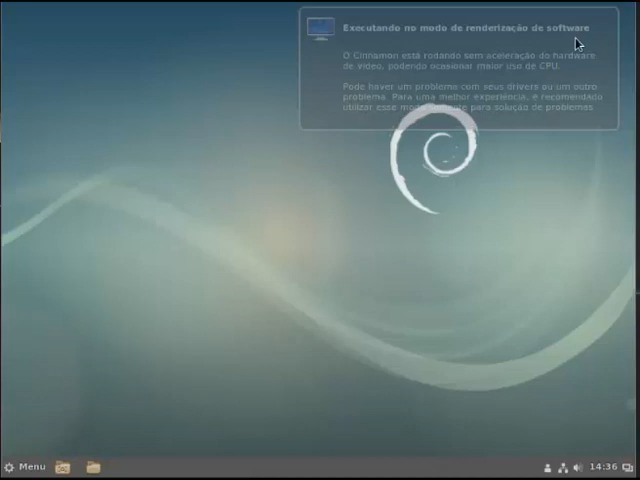 Executando no modo de renderização de software
O Cinnamon está rodando sem aceleração do hardware
de vídeo, podendo ocasionar maior uso de CPU.
Pode haver um problema com seus drivers ou um outro
problema. Para uma melhor experiência, é recomendado
utilizar esse modo somente para solução de problemas
Menu
14:36